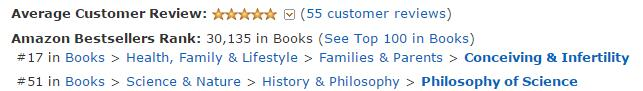 Average Customer Review: (55 customer reviews)
Amazon Bestsellers Rank: 30,135 in Books (See Top 100 in Books)
#17 in Books > Health, Family & Lifestyle > Families & Parents > Conceiving & Infertility
#51 in Books > Science & Nature > History & Philosophy > Philosophy of Science